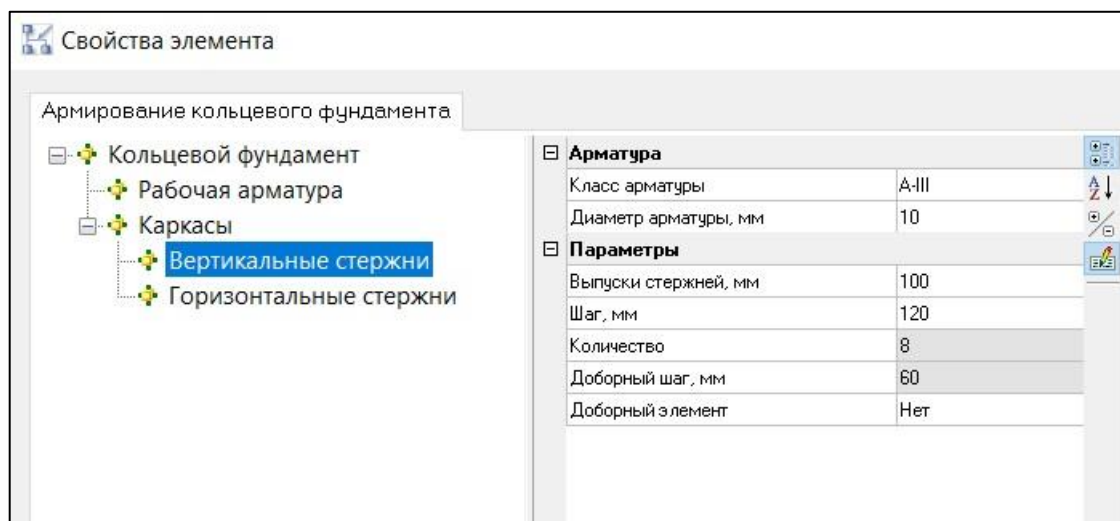 Свойства элемента
Армирование кольцевого фундамента
Кольцевой фундамент
Рабочая арматура
Каркасы
Вертикальные стержни
Горизонтальные стержни
Арматура
Класс арматуры A-III
Диаметр арматуры, мм 10
Параметры
Выпуски стержней, мм 100
Шаг, мм 120
Количество 8
Доборный шаг, мм 60
Доборный элемент Нет